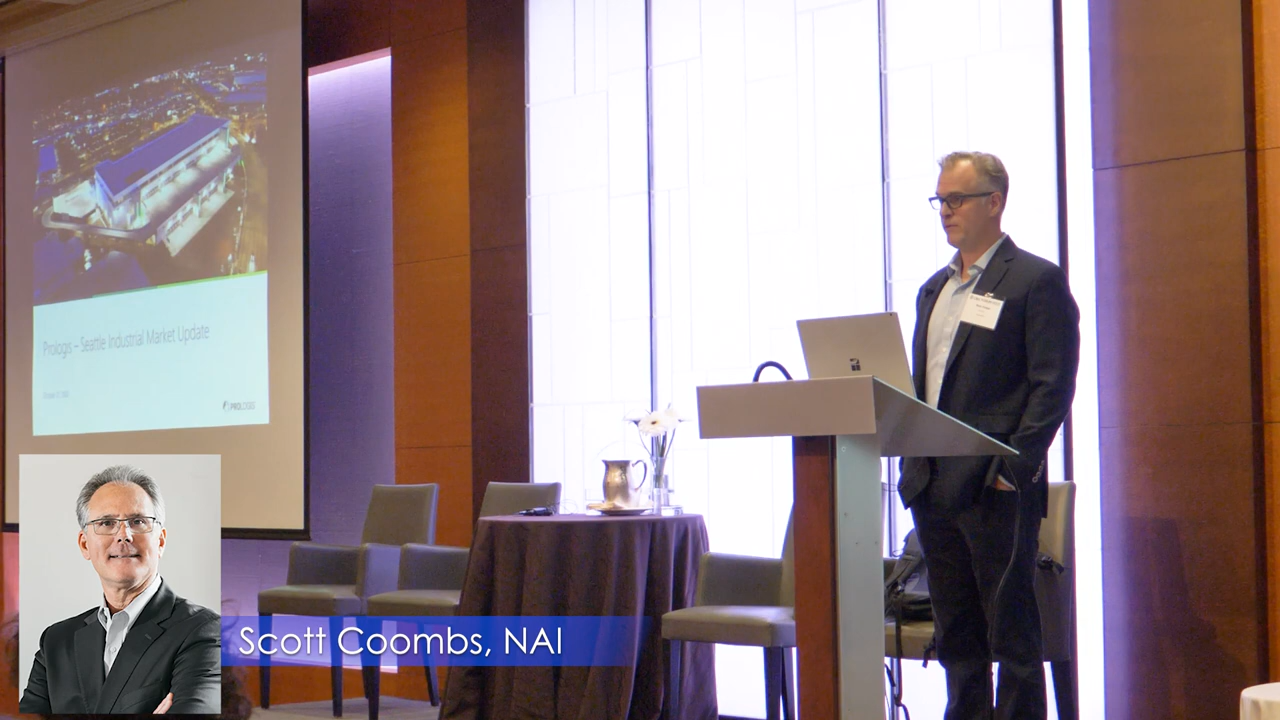 Prologis – Seattle Industrial Market Update
PROLOGIS
Scott Coombs, NAI